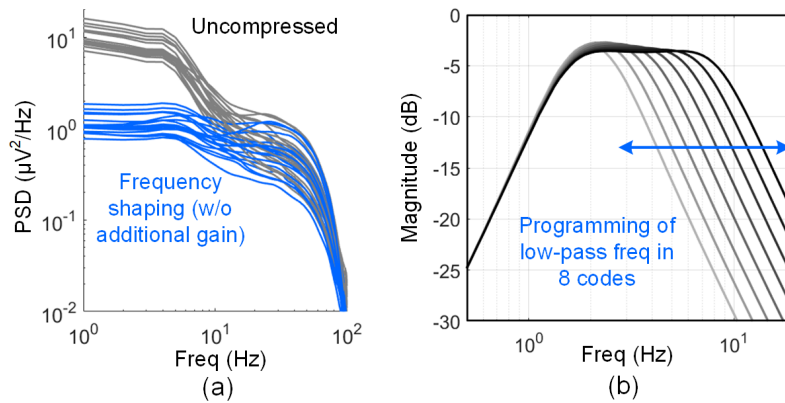 Uncompressed
10¹
10⁰
10⁻¹
10⁻²
PSD (µV²/Hz)
Frequency
shaping (w/o
additional gain)
10⁰
10¹
10²
Freq (Hz)
(a)
0
-5
-10
-15
-20
-25
-30
Magnitude (dB)
Programming of
low-pass freq in
8 codes
10⁰
10¹
Freq (Hz)
(b)